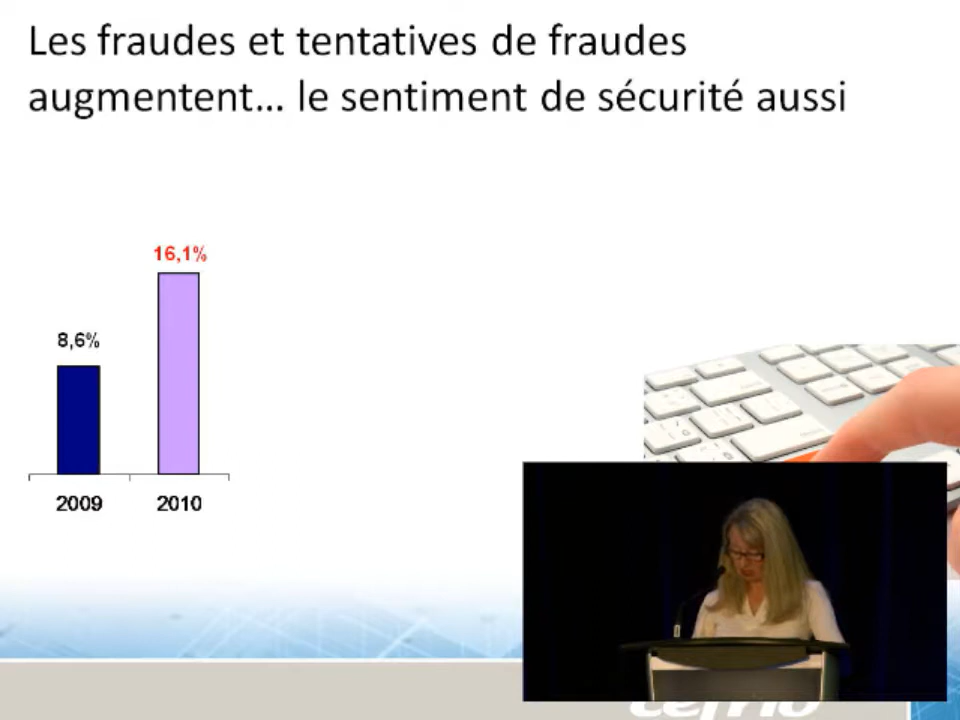 Les fraudes et tentatives de fraudes
augmentent... le sentiment de sécurité aussi
16,1%
8,6%
2009 2010